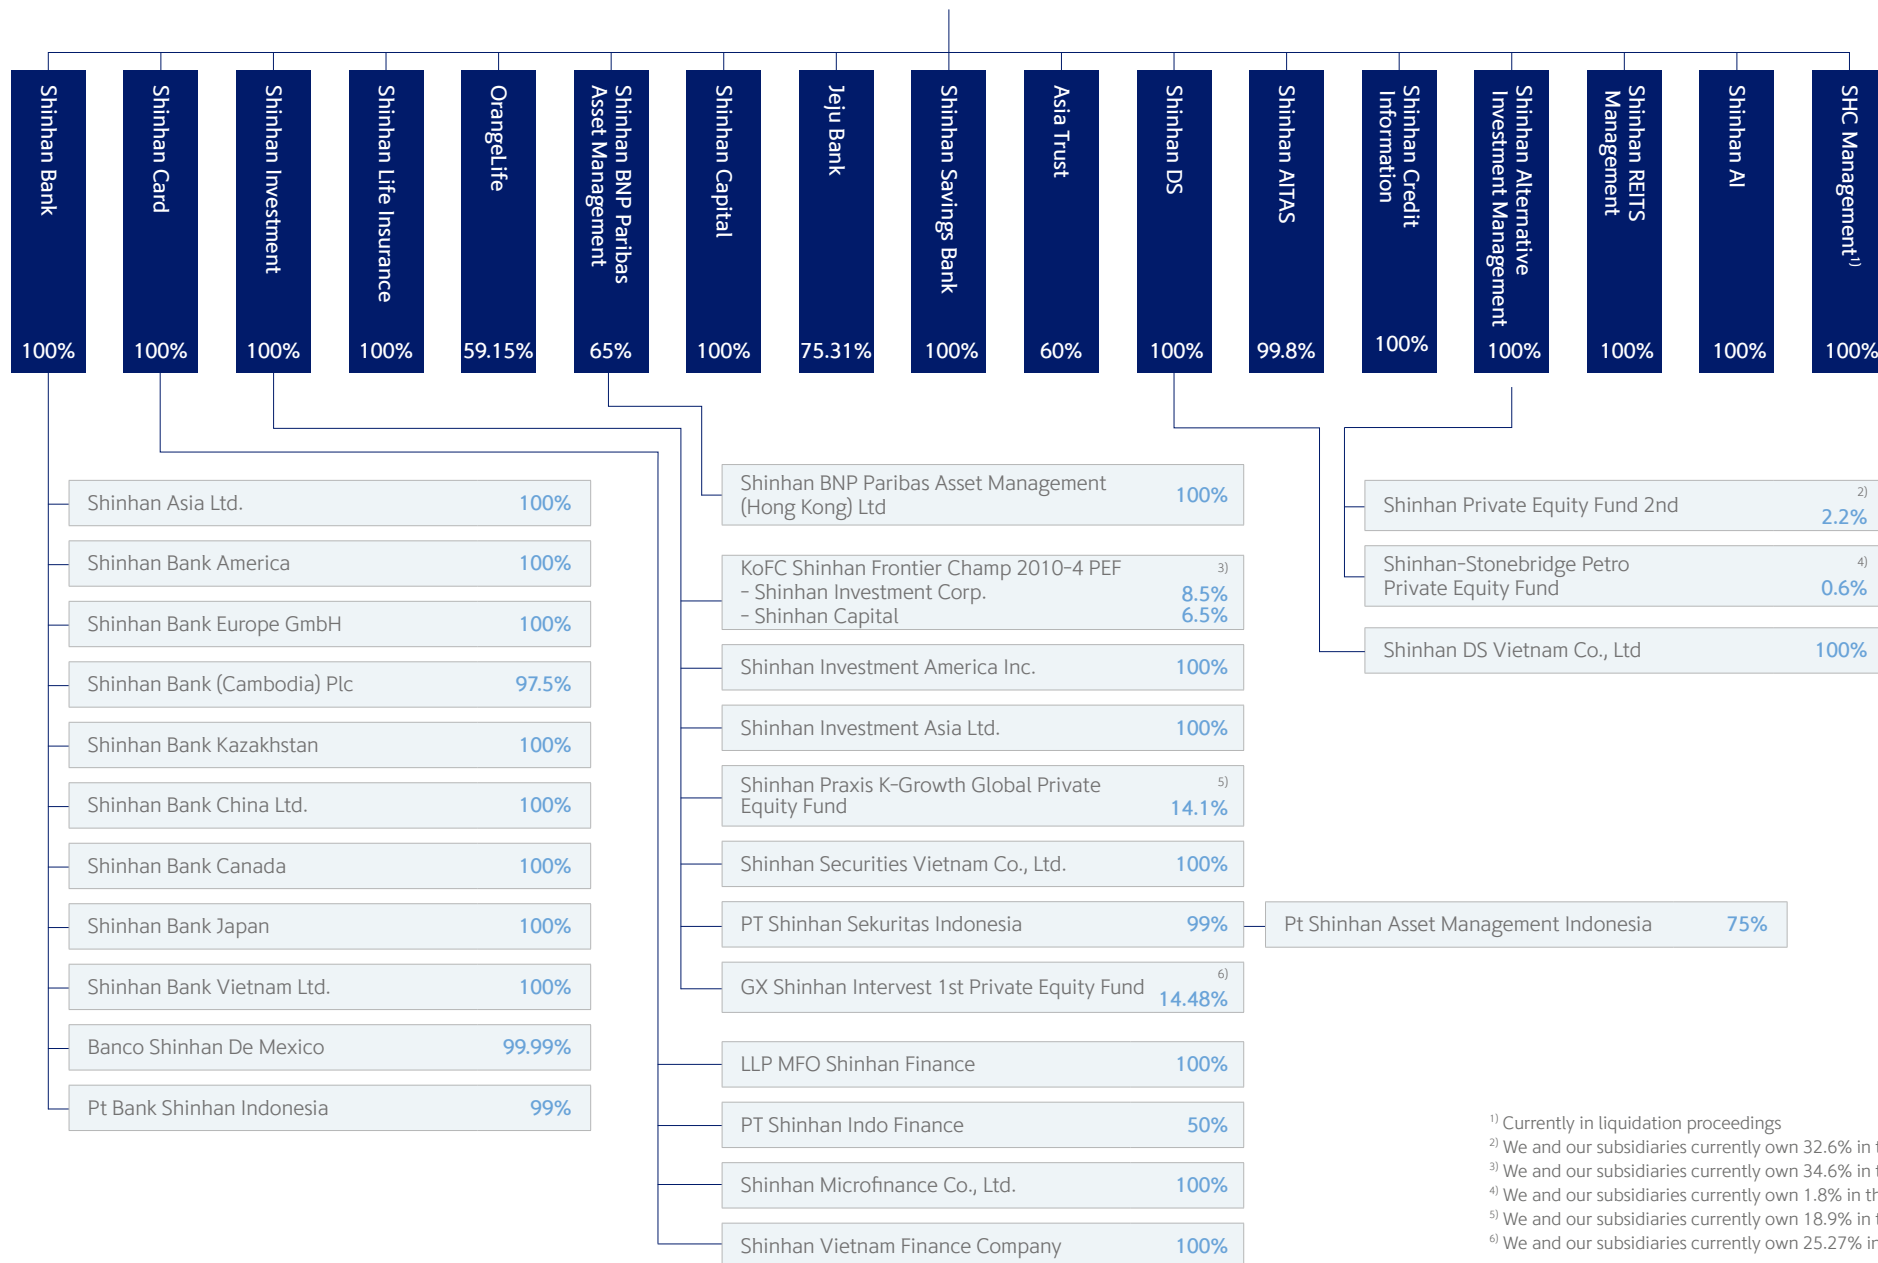 Shinhan Bank
100%
Shinhan Card
100%
Shinhan Investment
100%
Shinhan Life Insurance
100%
OrangeLife
59.15%
Shinhan BNP Paribas
Asset Management
65%
Shinhan Capital
100%
Jeju Bank
75.31%
Shinhan Savings Bank
100%
Asia Trust
60%
Shinhan DS
100%
Shinhan AITAS
99.8%
Shinhan Credit
Information
100%
Shinhan Alternative
Investment Management
100%
Shinhan REITS
Management
100%
Shinhan AI
100%
SHC Management¹⁾
100%
Shinhan Asia Ltd. 100%
Shinhan Bank America 100%
Shinhan Bank Europe GmbH 100%
Shinhan Bank (Cambodia) Plc 97.5%
Shinhan Bank Kazakhstan 100%
Shinhan Bank China Ltd. 100%
Shinhan Bank Canada 100%
Shinhan Bank Japan 100%
Shinhan Bank Vietnam Ltd. 100%
Banco Shinhan De Mexico 99.99%
Pt Bank Shinhan Indonesia 99%
Shinhan BNP Paribas Asset Management
(Hong Kong) Ltd 100%
KoFC Shinhan Frontier Champ 2010-4 PEF ³⁾
- Shinhan Investment Corp. 8.5%
- Shinhan Capital 6.5%
Shinhan Investment America Inc. 100%
Shinhan Investment Asia Ltd. 100%
Shinhan Praxis K-Growth Global Private ⁵⁾
Equity Fund 14.1%
Shinhan Securities Vietnam Co., Ltd. 100%
PT Shinhan Sekuritas Indonesia 99%
Pt Shinhan Asset Management Indonesia 75%
GX Shinhan Intervest 1st Private Equity Fund ⁶⁾ 14.48%
LLP MFO Shinhan Finance 100%
PT Shinhan Indo Finance 50%
Shinhan Microfinance Co., Ltd. 100%
Shinhan Vietnam Finance Company 100%
Shinhan Private Equity Fund 2nd ²⁾ 2.2%
Shinhan-Stonebridge Petro ⁴⁾
Private Equity Fund 0.6%
Shinhan DS Vietnam Co., Ltd 100%
¹⁾ Currently in liquidation proceedings
²⁾ We and our subsidiaries currently own 32.6% in
³⁾ We and our subsidiaries currently own 34.6% in
⁴⁾ We and our subsidiaries currently own 1.8% in
⁵⁾ We and our subsidiaries currently own 18.9% in
⁶⁾ We and our subsidiaries currently own 25.27% in